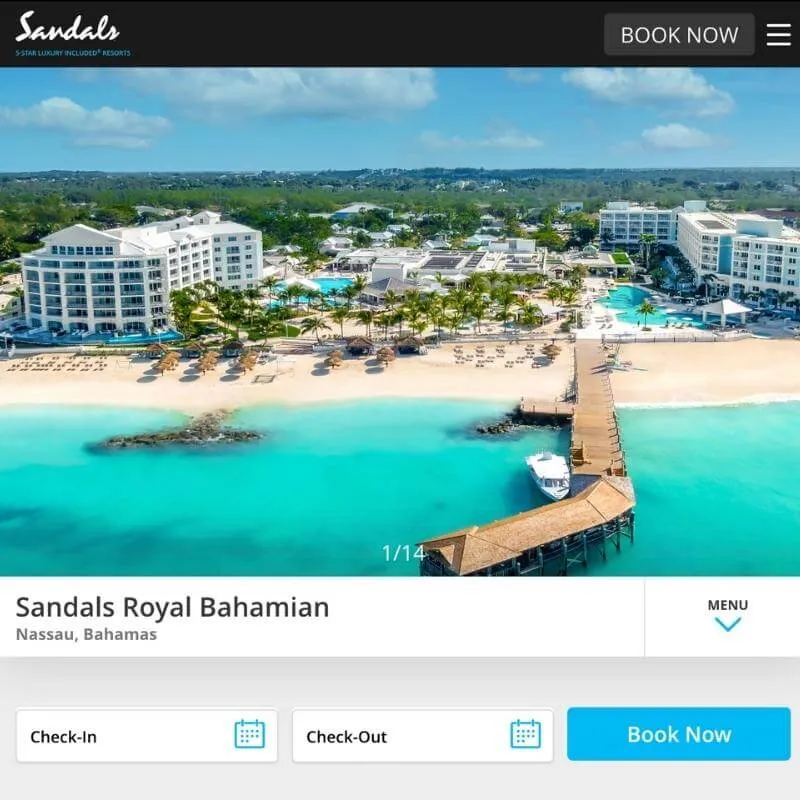 Sandals
5-STAR LUXURY INCLUDED® RESORTS
BOOK NOW
1/14
Sandals Royal Bahamian
Nassau, Bahamas
MENU
Check-In
Check-Out
Book Now